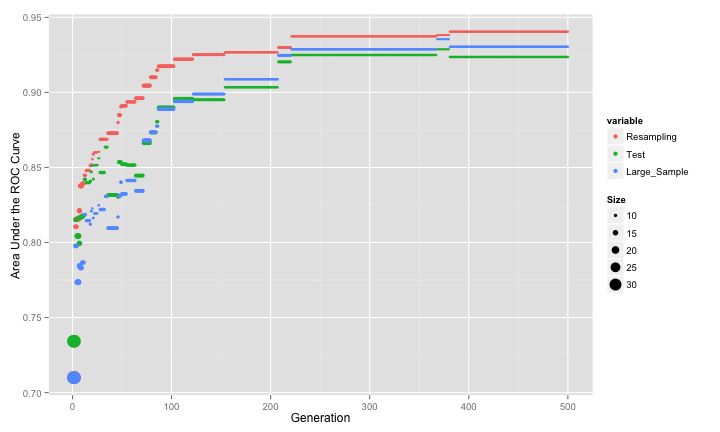 0.95
0.90
0.85
0.80
0.75
0.70
Area Under the ROC Curve
0
100
200
300
400
500
Generation
variable
Resampling
Test
Large_Sample
Size
10
15
20
25
30